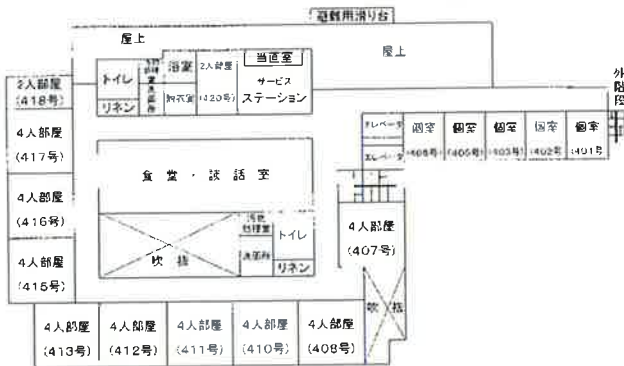 避難用滑り台
屋上
屋上
トイレ
リネン
浴室
脱衣室
2人部屋
(420号)
当直室
サービス
ステーション
外階段
2人部屋
(418号)
4人部屋
(417号)
4人部屋
(416号)
4人部屋
(415号)
食堂・談話室
吹抜
汚物
処理室
洗面所
トイレ
リネン
エレベータ
エレベータ
個室
(406号)
個室
(405号)
個室
(403号)
個室
(402号)
個室
(401号
4人部屋
(407号)
吹抜
4人部屋
(413号)
4人部屋
(412号)
4人部屋
(411号)
4人部屋
(410号)
4人部屋
(408号)